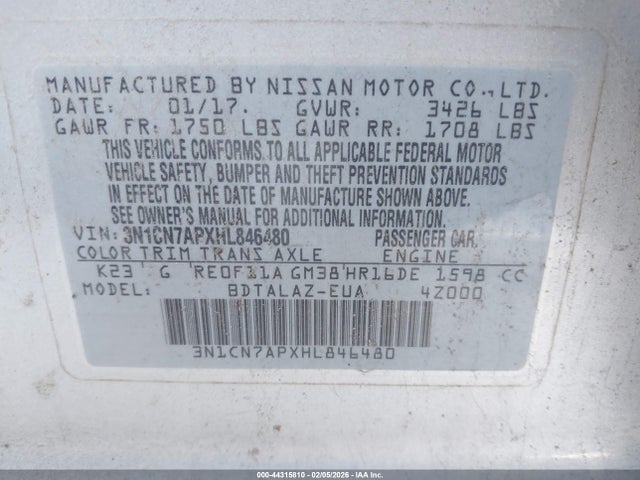 MANUFACTURED BY NISSAN MOTOR CO., LTD.
DATE: 01/17. GVWR: 3426 LBS
GAWR FR: 1750 LBS GAWR RR: 1708 LBS
THIS VEHICLE CONFORMS TO ALL APPLICABLE FEDERAL MOTOR
VEHICLE SAFETY, BUMPER AND THEFT PREVENTION STANDARDS
IN EFFECT ON THE DATE OF MANUFACTURE SHOWN ABOVE.
SEE OWNER'S MANUAL FOR ADDITIONAL INFORMATION.
VIN: 3N1CN7APXHL846480 PASSENGER CAR.
COLOR TRIM TRANS AXLE ENGINE
K23 G RE0F11A GM38 HR16DE 1598 CC
MODEL: BDTALAZ-EUA 4Z000
3N1CN7APXHL846480
000-44315810 - 02/05/2026 - IAA Inc.